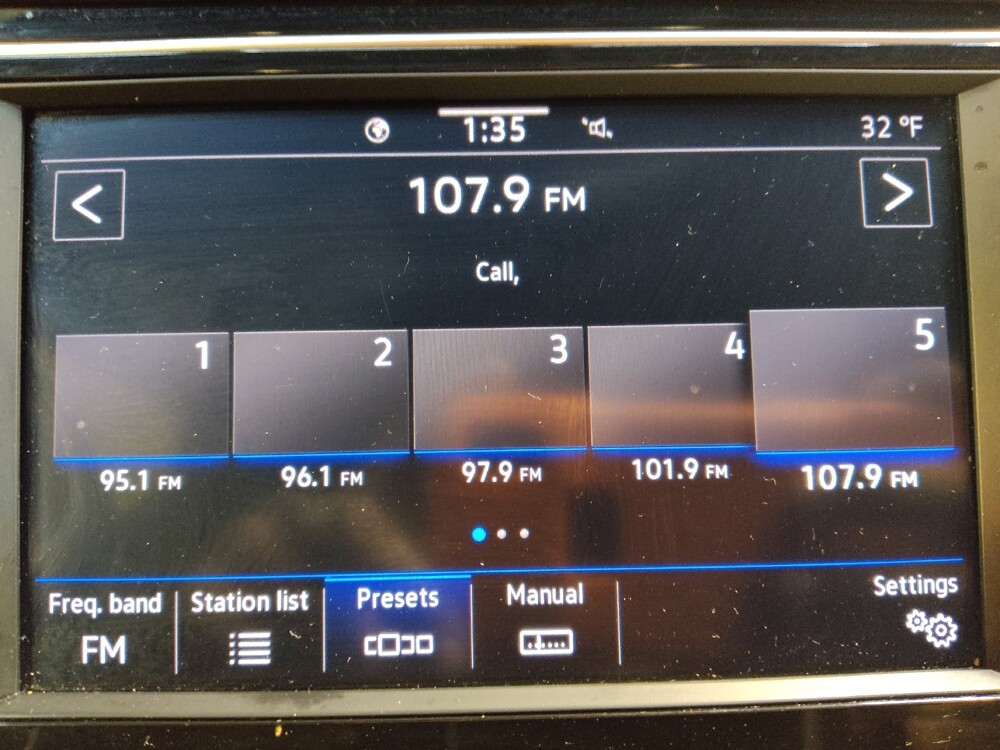 1:35 32 °F
< 107.9 FM >
Call,
1 2 3 4 5
95.1 FM 96.1 FM 97.9 FM 101.9 FM 107.9 FM
Freq. band Station list Presets Manual Settings
FM